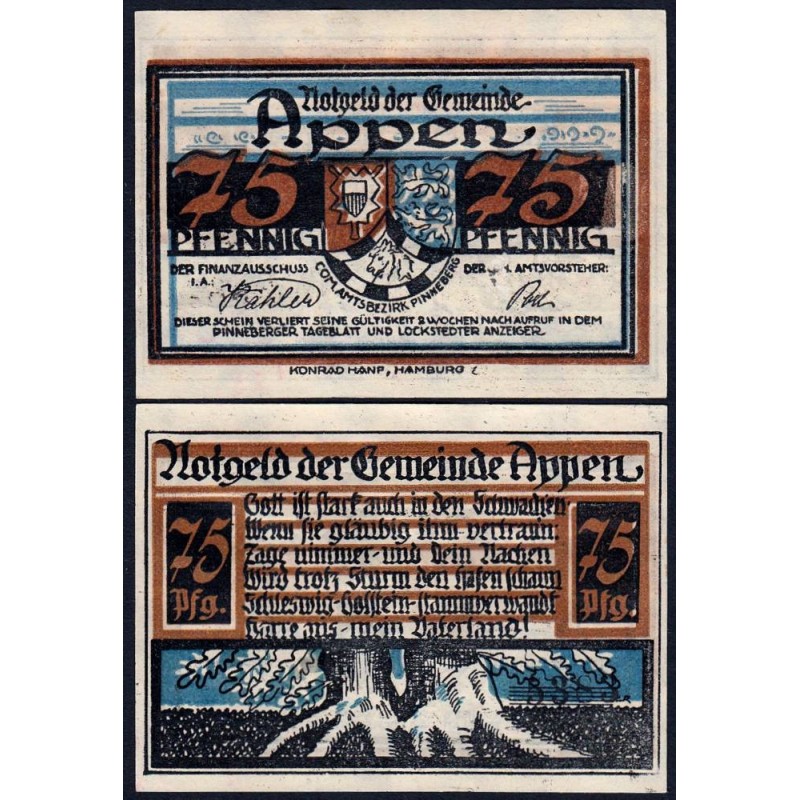 Notgeld der Gemeinde
Appen
75 75
PFENNIG PFENNIG
DER FINANZAUSSCHUSS
I.A.:
COM. AMTSBEZIRK PINNEBERG
DER AMTSVORSTEHER:
DIESER SCHEIN VERLIERT SEINE GÜLTIGKEIT 2 WOCHEN NACH AUFRUF IN DEM
PINNEBERGER TAGEBLATT UND LOCKSTEDTER ANZEIGER.
KONRAD HANF, HAMBURG
Notgeld der Gemeinde Appen
75
Pfg.
Gott ist stark auch in den Schwachen
Wenn sie gläubig ihm vertraun:
Zage nimmer-und dein Nachen
Wird trotz Sturm den Hafen schaun
Schleswig-Holstein-stammverwandt
Harre aus-mein Vaterland!
75
Pfg.